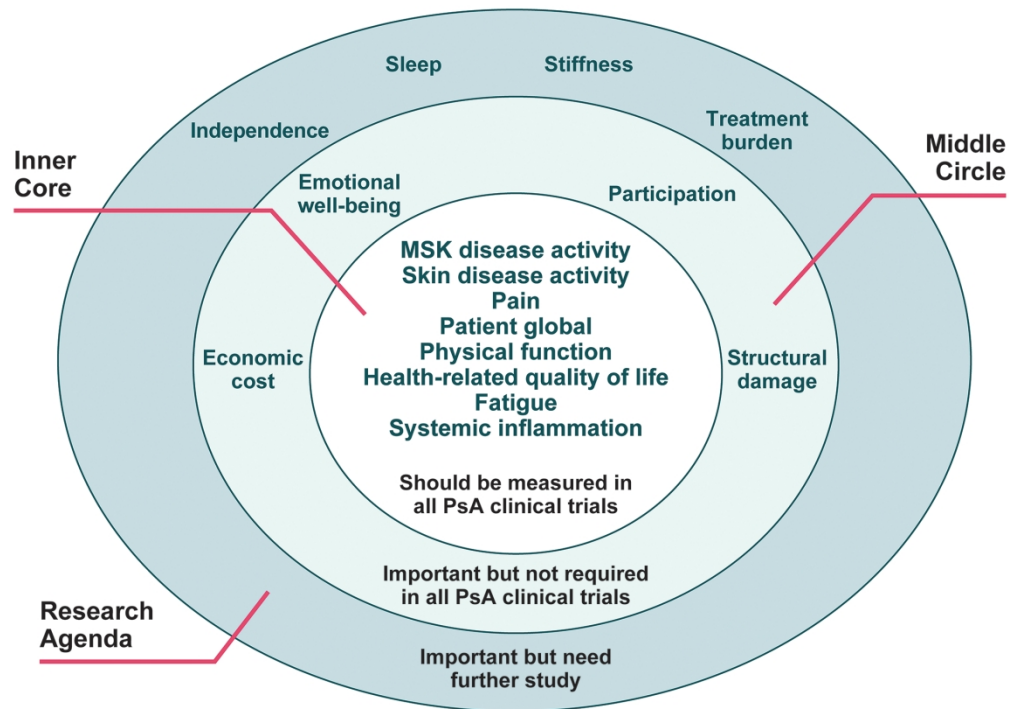 Sleep
Stiffness
Independence
Treatment
burden
Inner
Core
Middle
Circle
Emotional
well-being
Participation
MSK disease activity
Skin disease activity
Pain
Patient global
Physical function
Health-related quality of life
Fatigue
Systemic inflammation
Economic
cost
Structural
damage
Should be measured in
all PsA clinical trials
Important but not required
in all PsA clinical trials
Research
Agenda
Important but need
further study